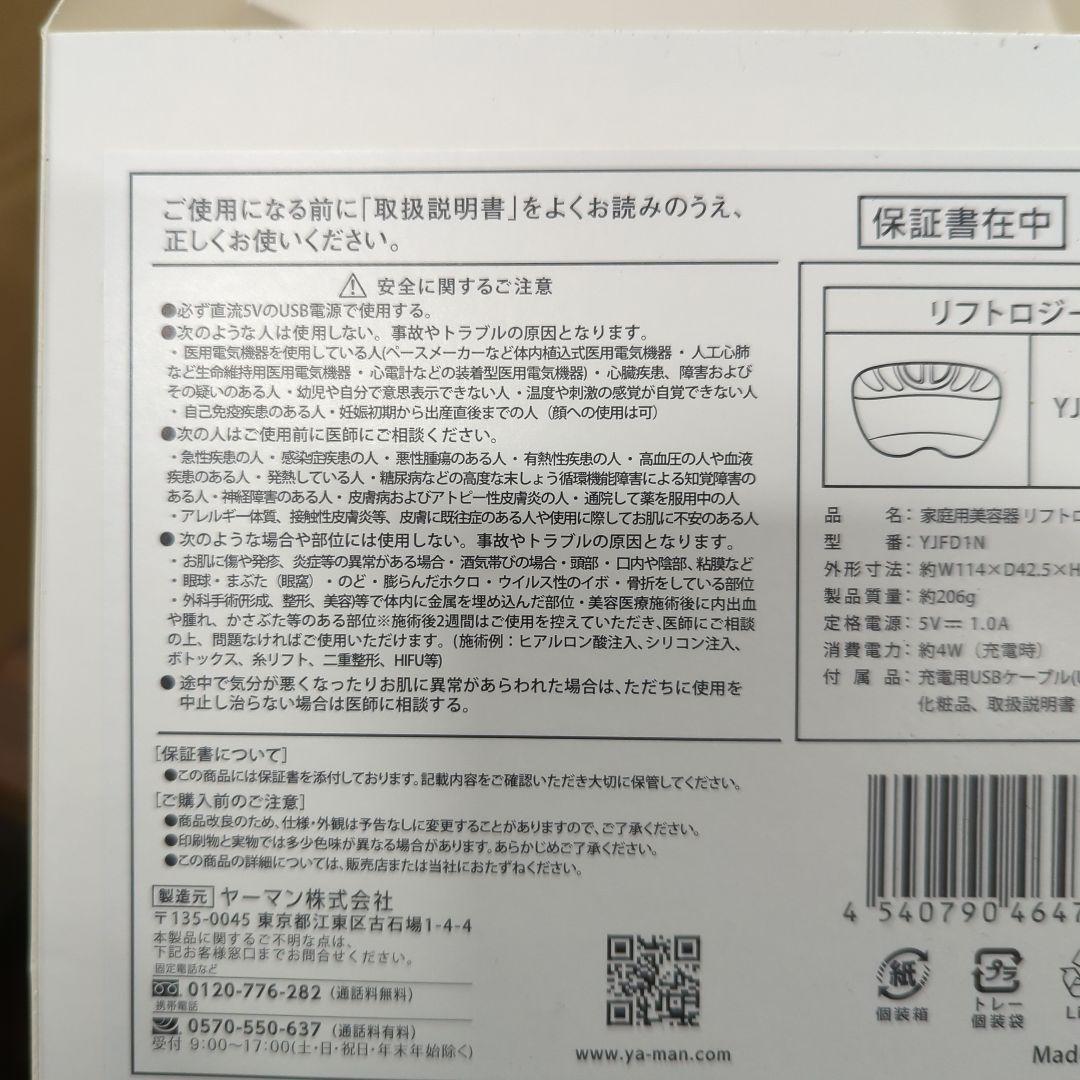 ご使用になる前に「取扱説明書」をよくお読みのうえ、
正しくお使いください。
安全に関するご注意
●必ず直流5VのUSB電源で使用する。
●次のような人は使用しない。事故やトラブルの原因となります。
・医用電気機器を使用している人(ペースメーカーなど体内植込式医用電気機器・人工心肺
など生命維持用医用電気機器・心電計などの装着型医用電気機器)・心臓疾患、障害および
その疑いのある人・幼児や自分で意思表示できない人・温度や刺激の感覚が自覚できない人
・自己免疫疾患のある人・妊娠初期から出産直後までの人（顔への使用は可）
●次の人はご使用前に医師にご相談ください。
・急性疾患の人・感染症疾患の人・悪性腫瘍のある人・有熱性疾患の人・高血圧の人や血液
疾患のある人・発熱している人・糖尿病などの高度な末しょう循環機能障害による知覚障害の
ある人・神経障害のある人・皮膚病およびアトピー性皮膚炎の人・通院して薬を服用中の人
・アレルギー体質、接触性皮膚炎等、皮膚に既往症のある人や使用に際してお肌に不安のある人
●次のような場合や部位には使用しない。事故やトラブルの原因となります。
・お肌に傷や発疹、炎症等の異常がある場合・酒気帯びの場合・頭部・口内や陰部、粘膜など
・眼球・まぶた（眼窩）・のど・膨らんだホクロ・ウイルス性のイボ・骨折をしている部位
・外科手術(形成、整形、美容)等で体内に金属を埋め込んだ部位・美容医療施術後に内出血
や腫れ、かさぶた等のある部位※施術後2週間はご使用を控えていただき、医師にご相談
の上、問題なければご使用いただけます。(施術例：ヒアルロン酸注入、シリコン注入、
ボトックス、糸リフト、二重整形、HIFU等)
●途中で気分が悪くなったりお肌に異常があらわれた場合は、ただちに使用を
中止し治らない場合は医師に相談する。
[保証書について]
●この商品には保証書を添付しております。記載内容をご確認いただき大切に保管してください。
[ご購入前のご注意]
●商品改良のため、仕様・外観は予告なしに変更することがありますので、ご了承ください。
●印刷物と実物では多少色味が異なる場合があります。あらかじめご了承ください。
●この商品の詳細については、販売店または当社におたずねください。
製造元 ヤーマン株式会社
〒135-0045 東京都江東区古石場1-4-4
本製品に関するご不明な点は、
下記お客様窓口までお問合せください。
固定電話など
0120-776-282（通話料無料）
携帯電話
0570-550-637（通話料有料）
受付 9:00〜17:00(土・日・祝日・年末年始除く)
www.ya-man.com
保証書在中
リフトロジー
YJ
品名：家庭用美容器 リフトロ
型番：YJFD1N
外形寸法：約W114×D42.5×H
製品質量：約206g
定格電源：5V⎓ 1.0A
消費電力：約4W（充電時）
付属品：充電用USBケーブル(U
化粧品、取扱説明書
4 540790 4647
紙
個装箱
プラ
トレー
個装袋
Made